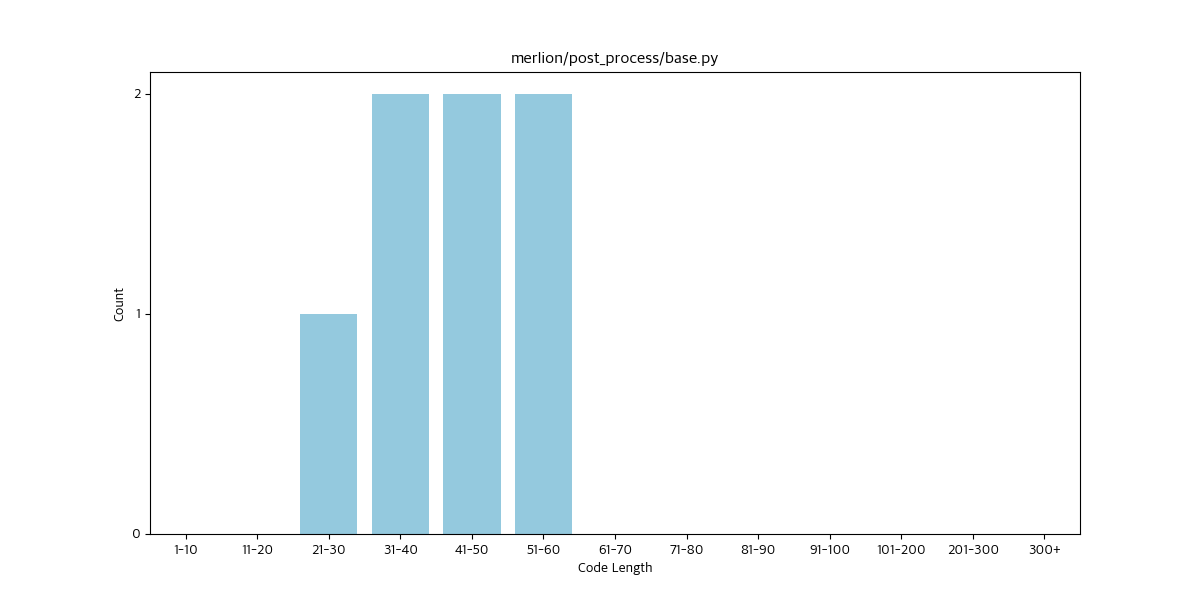 merlion/post_process/base.py
Count
2
1
0
1-10 11-20 21-30 31-40 41-50 51-60 61-70 71-80 81-90 91-100 101-200 201-300 300+
Code Length